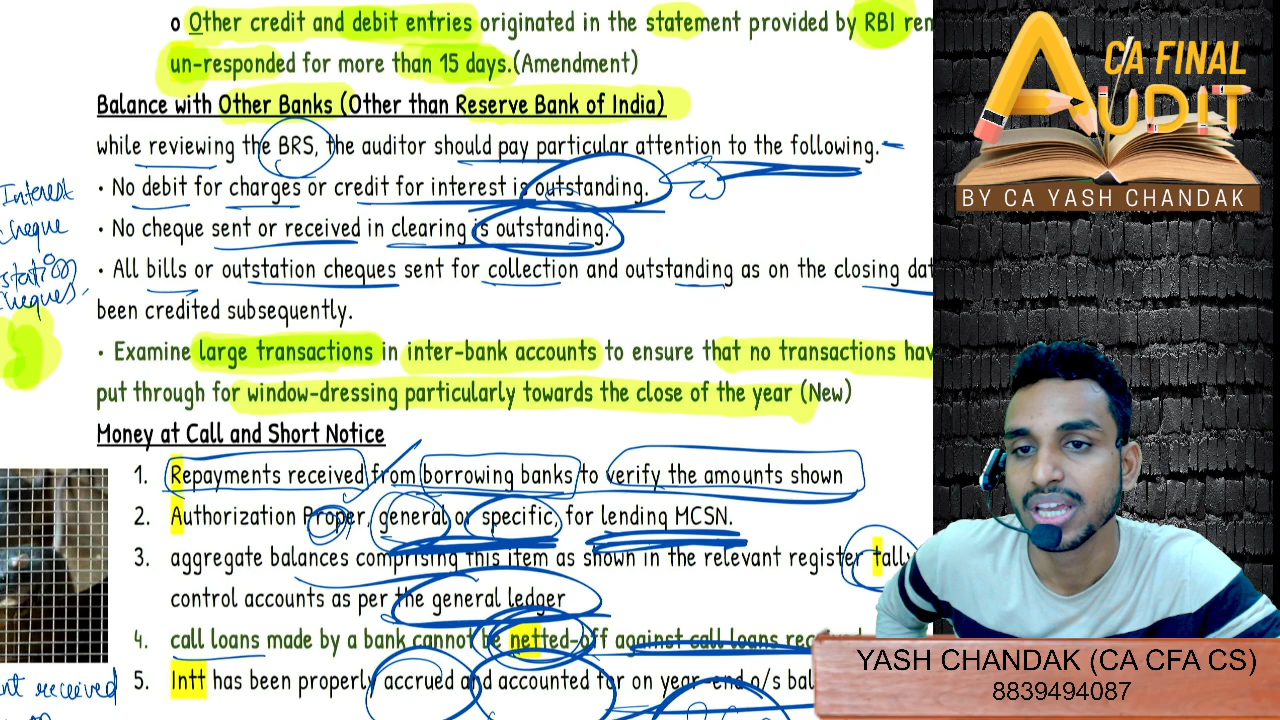 o Other credit and debit entries originated in the statement provided by RBI
un-responded for more than 15 days.(Amendment)
Balance with Other Banks (Other than Reserve Bank of India)
while reviewing the BRS, the auditor should pay particular attention to the following.
• No debit for charges or credit for interest is outstanding.
• No cheque sent or received in clearing is outstanding.
• All bills or outstation cheques sent for collection and outstanding as on the closing
been credited subsequently.
• Examine large transactions in inter-bank accounts to ensure that no transactions
put through for window-dressing particularly towards the close of the year (New)
Money at Call and Short Notice
1. Repayments received from borrowing banks to verify the amounts shown
2. Authorization Proper, general or specific, for lending MCSN.
3. aggregate balances comprising this item as shown in the relevant register tally
control accounts as per the general ledger
4. call loans made by a bank cannot be netted-off against call loans
5. Intt has been properly accrued and accounted for on year-end o/s
Interest
cheque
cheques
received
CA FINAL
AUDIT
BY CA YASH CHANDAK
YASH CHANDAK (CA CFA CS)
8839494087